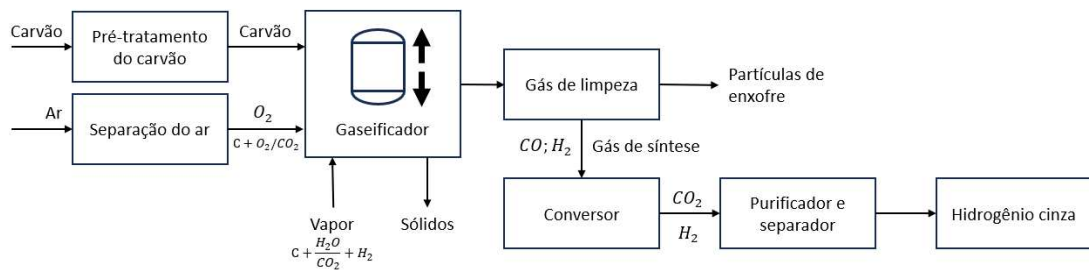 Carvão
Pré-tratamento
do carvão
Carvão
Ar
Separação do ar
O₂
C + O₂/CO₂
Gaseificador
Vapor
C + H₂O/CO₂ + H₂
Sólidos
Gás de limpeza
Partículas de
enxofre
CO; H₂
Gás de síntese
Conversor
CO₂
H₂
Purificador e
separador
Hidrogênio cinza